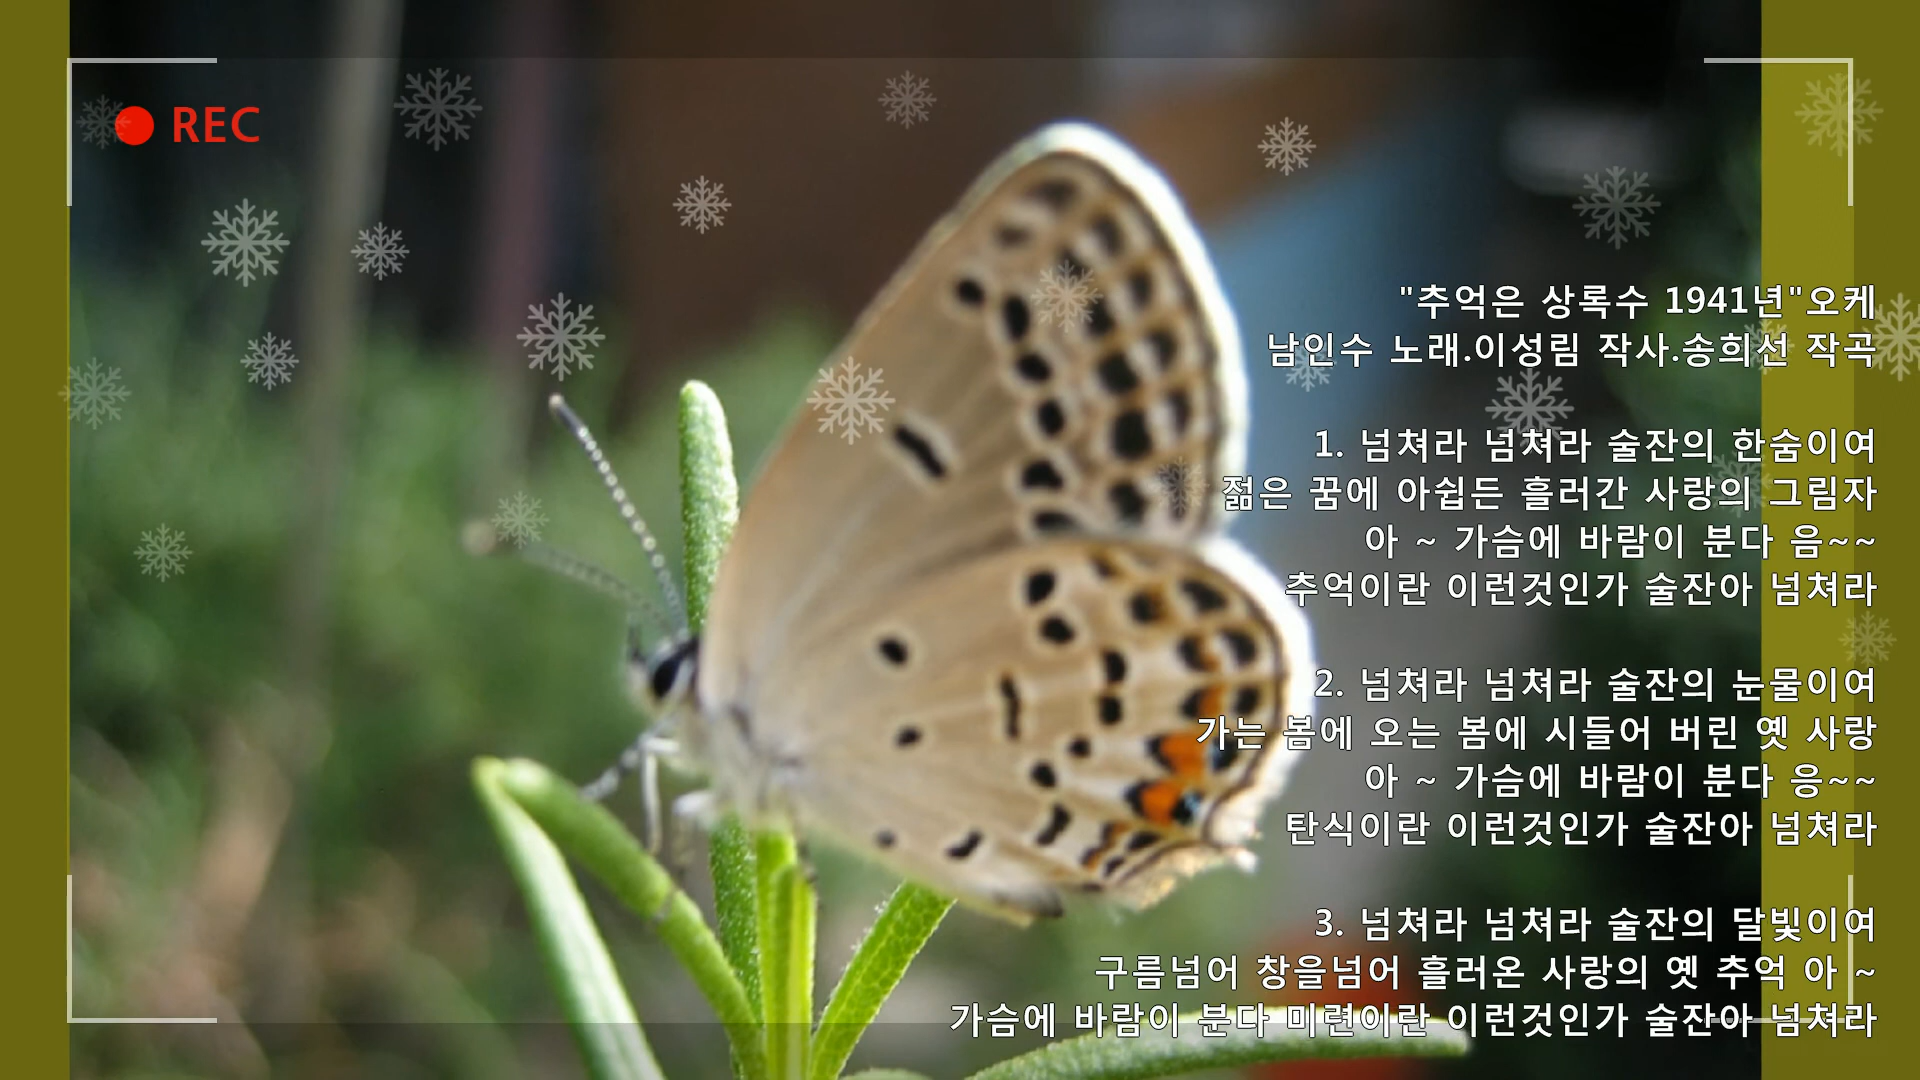 REC
"추억은 상록수 1941년"오케
남인수 노래.이성림 작사.송희선 작곡
1. 넘쳐라 넘쳐라 술잔의 한숨이여
젊은 꿈에 아쉽든 흘러간 사랑의 그림자
아 ~ 가슴에 바람이 분다 음~~
추억이란 이런것인가 술잔아 넘쳐라
2. 넘쳐라 넘쳐라 술잔의 눈물이여
가는 봄에 오는 봄에 시들어 버린 옛 사랑
아 ~ 가슴에 바람이 분다 응~~
탄식이란 이런것인가 술잔아 넘쳐라
3. 넘쳐라 넘쳐라 술잔의 달빛이여
구름넘어 창을넘어 흘러온 사랑의 옛 추억 아 ~
가슴에 바람이 분다 미련이란 이런것인가 술잔아 넘쳐라